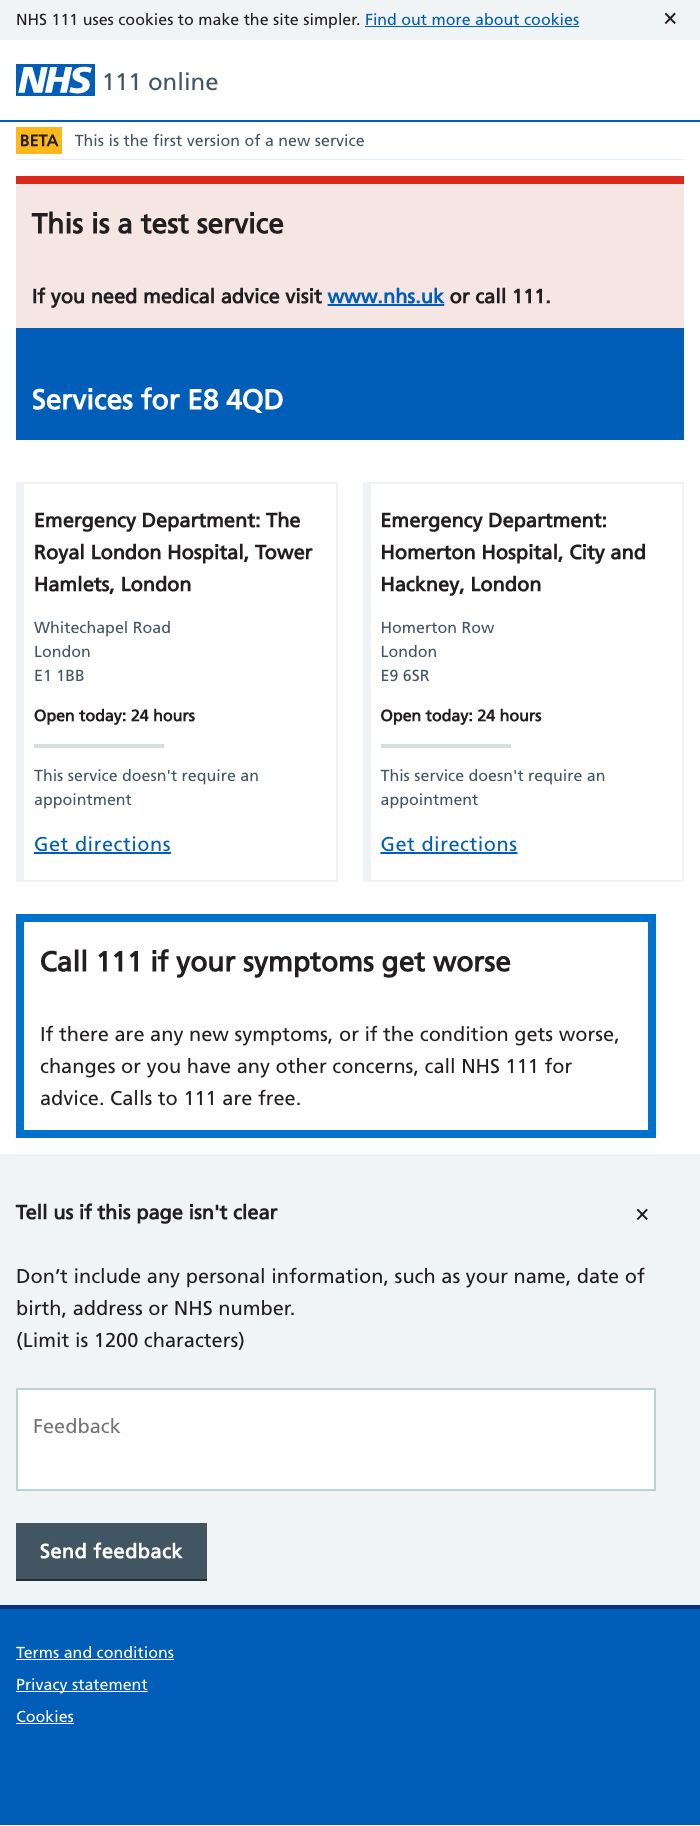 NHS 111 uses cookies to make the site simpler. Find out more about cookies ×
NHS 111 online
BETA This is the first version of a new service
This is a test service
If you need medical advice visit www.nhs.uk or call 111.
Services for E8 4QD
Emergency Department: The
Royal London Hospital, Tower
Hamlets, London
Whitechapel Road
London
E1 1BB
Open today: 24 hours
This service doesn't require an
appointment
Get directions
Emergency Department:
Homerton Hospital, City and
Hackney, London
Homerton Row
London
E9 6SR
Open today: 24 hours
This service doesn't require an
appointment
Get directions
Call 111 if your symptoms get worse
If there are any new symptoms, or if the condition gets worse,
changes or you have any other concerns, call NHS 111 for
advice. Calls to 111 are free.
Tell us if this page isn't clear ×
Don’t include any personal information, such as your name, date of
birth, address or NHS number.
(Limit is 1200 characters)
Feedback
Send feedback
Terms and conditions
Privacy statement
Cookies